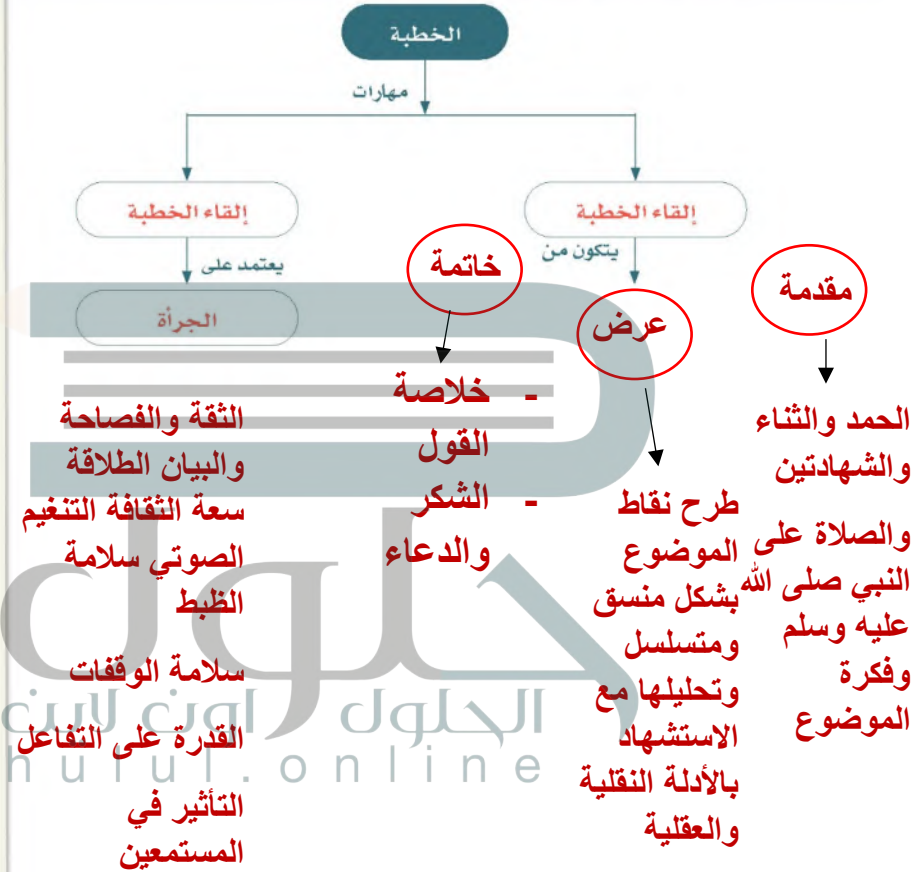 الخطبة
مهارات
إلقاء الخطبة
يتكون من
مقدمة
الحمد والثناء
والشهادتين
والصلاة على
النبي صلى الله
عليه وسلم
وفكرة
الموضوع
عرض
طرح نقاط
الموضوع
بشكل منسق
ومتسلسل
وتحليلها مع
الاستشهاد
بالأدلة النقلية
والعقلية
خاتمة
- خلاصة
القول
- الشكر
والدعاء
إلقاء الخطبة
يعتمد على
الجرأة
الثقة والفصاحة
والبيان الطلاقة
سعة الثقافة التنغيم
الصوتي سلامة
الظبط
سلامة الوقفات
القدرة على التفاعل
التأثير في
المستمعين
حلول
الحلول اون لاين
hulul.online